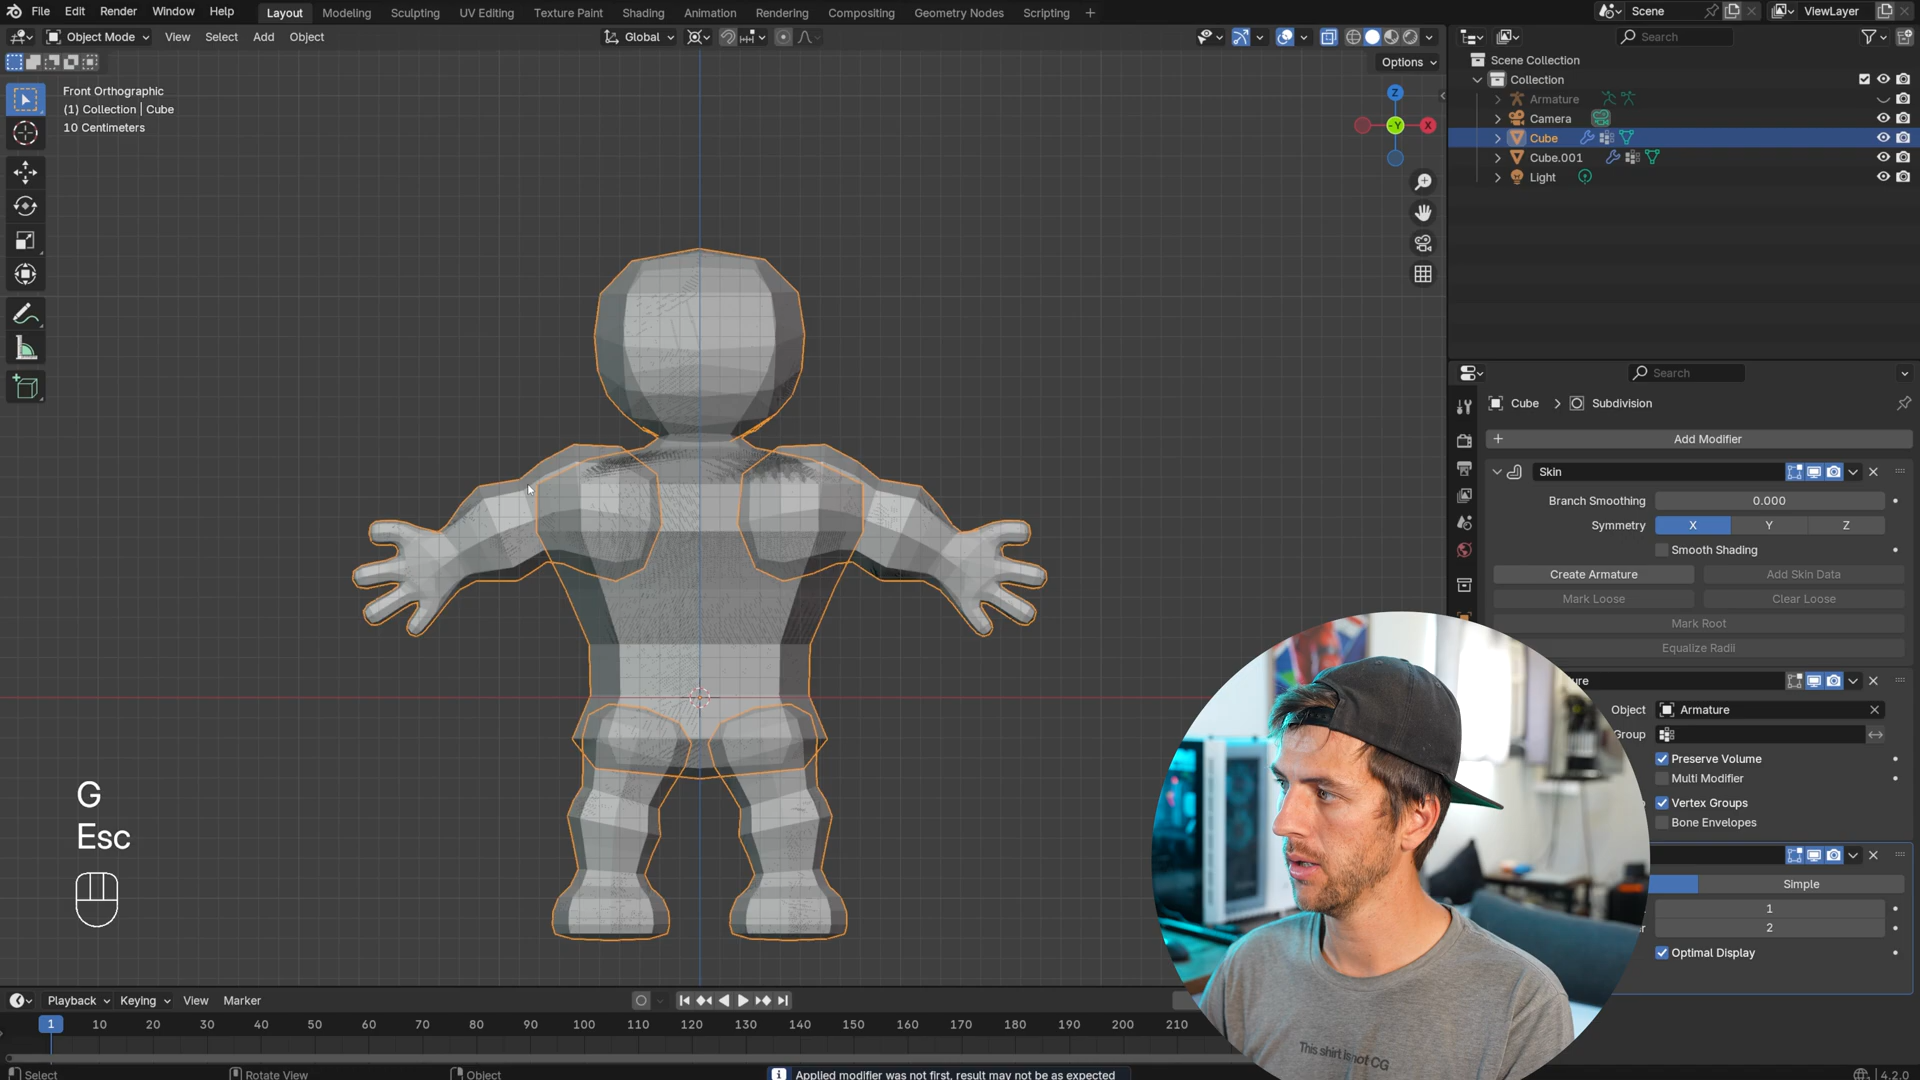 File Edit Render Window Help Layout Modeling Sculpting UV Editing Texture Paint Shading Animation Rendering Compositing Geometry Nodes Scripting + Scene ViewLayer
Object Mode View Select Add Object Global Search
Options
Front Orthographic
(1) Collection | Cube
10 Centimeters
Z
-Y
X
Scene Collection
Collection
Armature
Camera
Cube
Cube.001
Light
Search
Cube > Subdivision
+ Add Modifier
Skin
Branch Smoothing 0.000
Symmetry X Y Z
Smooth Shading
Create Armature Add Skin Data
Mark Loose Clear Loose
Mark Root
Equalize Radii
ure
Object Armature
Group
Preserve Volume
Multi Modifier
Vertex Groups
Bone Envelopes
Simple
1
r 2
Optimal Display
G
Esc
This shirt is not CG
Playback Keying View Marker
1 10 20 30 40 50 60 70 80 90 100 110 120 130 140 150 160 170 180 190 200 210
Select Rotate View Object Applied modifier was not first, result may not be as expected 4.2.0